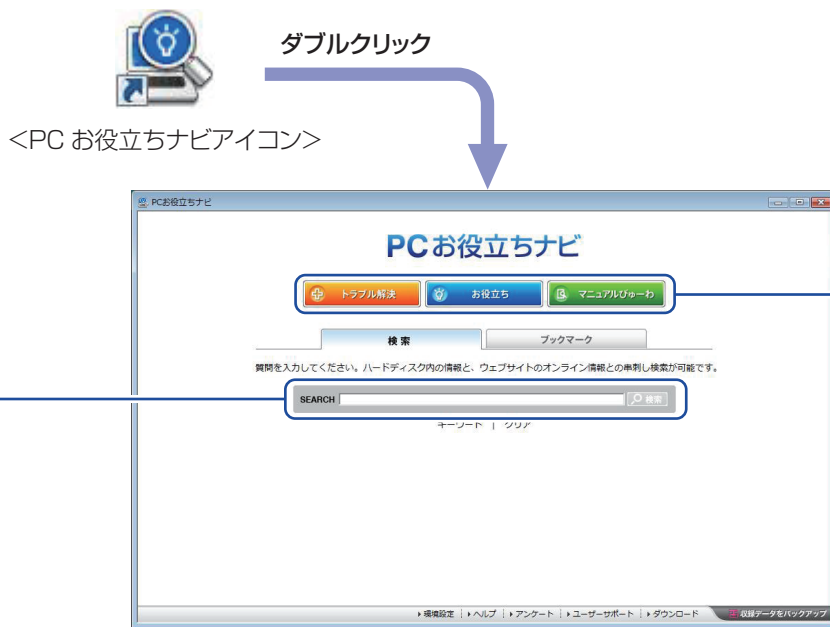 ダブルクリック
<PC お役立ちナビアイコン>
PCお役立ちナビ
PCお役立ちナビ
トラブル解決 お役立ち マニュアルびゅーわ
検索 ブックマーク
質問を入力してください。ハードディスク内の情報と、ウェブサイトのオンライン情報との串刺し検索が可能です。
SEARCH 検索
キーワード | クリア
環境設定 ヘルプ アンケート ユーザーサポート ダウンロード 収録データをバックアップ